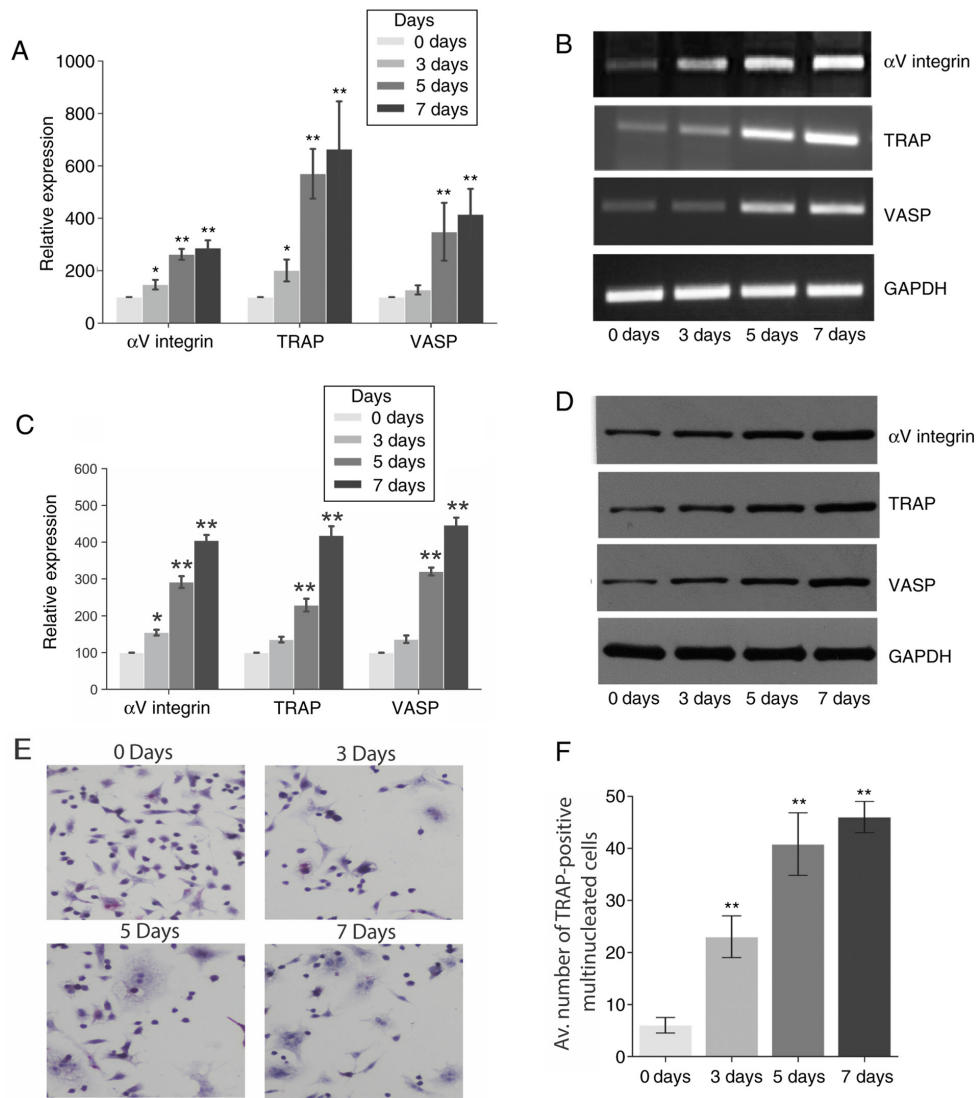 A
Days
0 days
3 days
5 days
7 days
Relative expression
1000
800
600
400
200
0
*
**
**
*
**
**
**
**
αV integrin
TRAP
VASP
B
αV integrin
TRAP
VASP
GAPDH
0 days
3 days
5 days
7 days
C
Days
0 days
3 days
5 days
7 days
Relative expression
600
500
400
300
200
100
0
*
**
**
**
**
**
**
αV integrin
TRAP
VASP
D
αV integrin
TRAP
VASP
GAPDH
0 days
3 days
5 days
7 days
E
0 Days
3 Days
5 Days
7 Days
F
Av. number of TRAP-positive
multinucleated cells
50
40
30
20
10
0
**
**
**
0 days
3 days
5 days
7 days